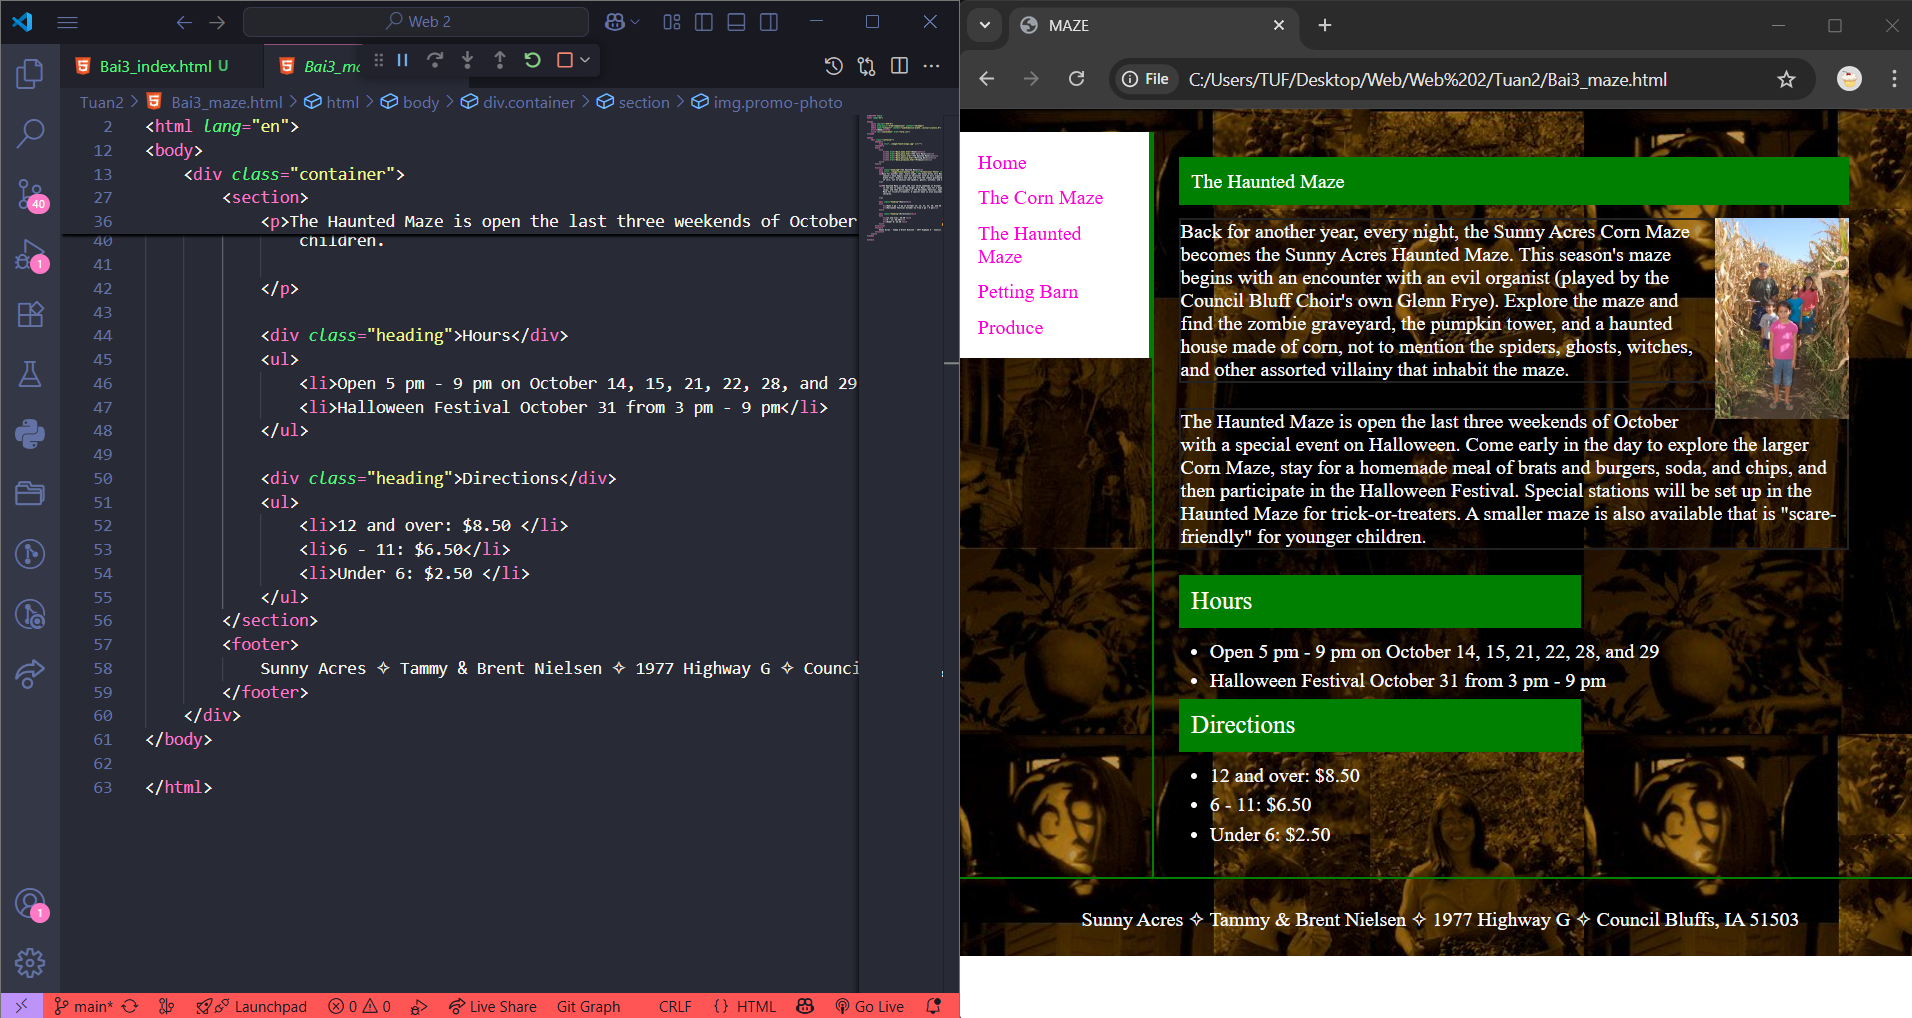 Web 2
Bai3_index.html U
Bai3_mc
Tuan2 > Bai3_maze.html > html > body > div.container > section > img.promo-photo
2 <html lang="en">
12 <body>
13 <div class="container">
27 <section>
36 <p>The Haunted Maze is open the last three weekends of October
40 children.
41
42 </p>
43
44 <div class="heading">Hours</div>
45 <ul>
46 <li>Open 5 pm - 9 pm on October 14, 15, 21, 22, 28, and 29
47 <li>Halloween Festival October 31 from 3 pm - 9 pm</li>
48 </ul>
49
50 <div class="heading">Directions</div>
51 <ul>
52 <li>12 and over: $8.50 </li>
53 <li>6 - 11: $6.50</li>
54 <li>Under 6: $2.50 </li>
55 </ul>
56 </section>
57 <footer>
58 Sunny Acres ✧ Tammy & Brent Nielsen ✧ 1977 Highway G ✧ Counci
59 </footer>
60 </div>
61 </body>
62
63 </html>
40
1
1
main*
Launchpad
0
0
Live Share
Git Graph
CRLF
{ } HTML
Go Live
MAZE
File
C:/Users/TUF/Desktop/Web/Web%202/Tuan2/Bai3_maze.html
Home
The Corn Maze
The Haunted
Maze
Petting Barn
Produce
The Haunted Maze
Back for another year, every night, the Sunny Acres Corn Maze
becomes the Sunny Acres Haunted Maze. This season's maze
begins with an encounter with an evil organist (played by the
Council Bluff Choir's own Glenn Frye). Explore the maze and
find the zombie graveyard, the pumpkin tower, and a haunted
house made of corn, not to mention the spiders, ghosts, witches,
and other assorted villainy that inhabit the maze.
The Haunted Maze is open the last three weekends of October
with a special event on Halloween. Come early in the day to explore the larger
Corn Maze, stay for a homemade meal of brats and burgers, soda, and chips, and
then participate in the Halloween Festival. Special stations will be set up in the
Haunted Maze for trick-or-treaters. A smaller maze is also available that is "scare-
friendly" for younger children.
Hours
• Open 5 pm - 9 pm on October 14, 15, 21, 22, 28, and 29
• Halloween Festival October 31 from 3 pm - 9 pm
Directions
• 12 and over: $8.50
• 6 - 11: $6.50
• Under 6: $2.50
Sunny Acres ✧ Tammy & Brent Nielsen ✧ 1977 Highway G ✧ Council Bluffs, IA 51503